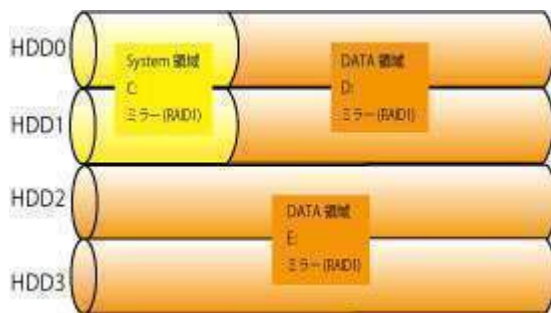 HDD0
System 領域
C:
ミラー(RAID1)
DATA 領域
D:
ミラー(RAID1)
HDD1
HDD2
DATA 領域
E:
ミラー(RAID1)
HDD3